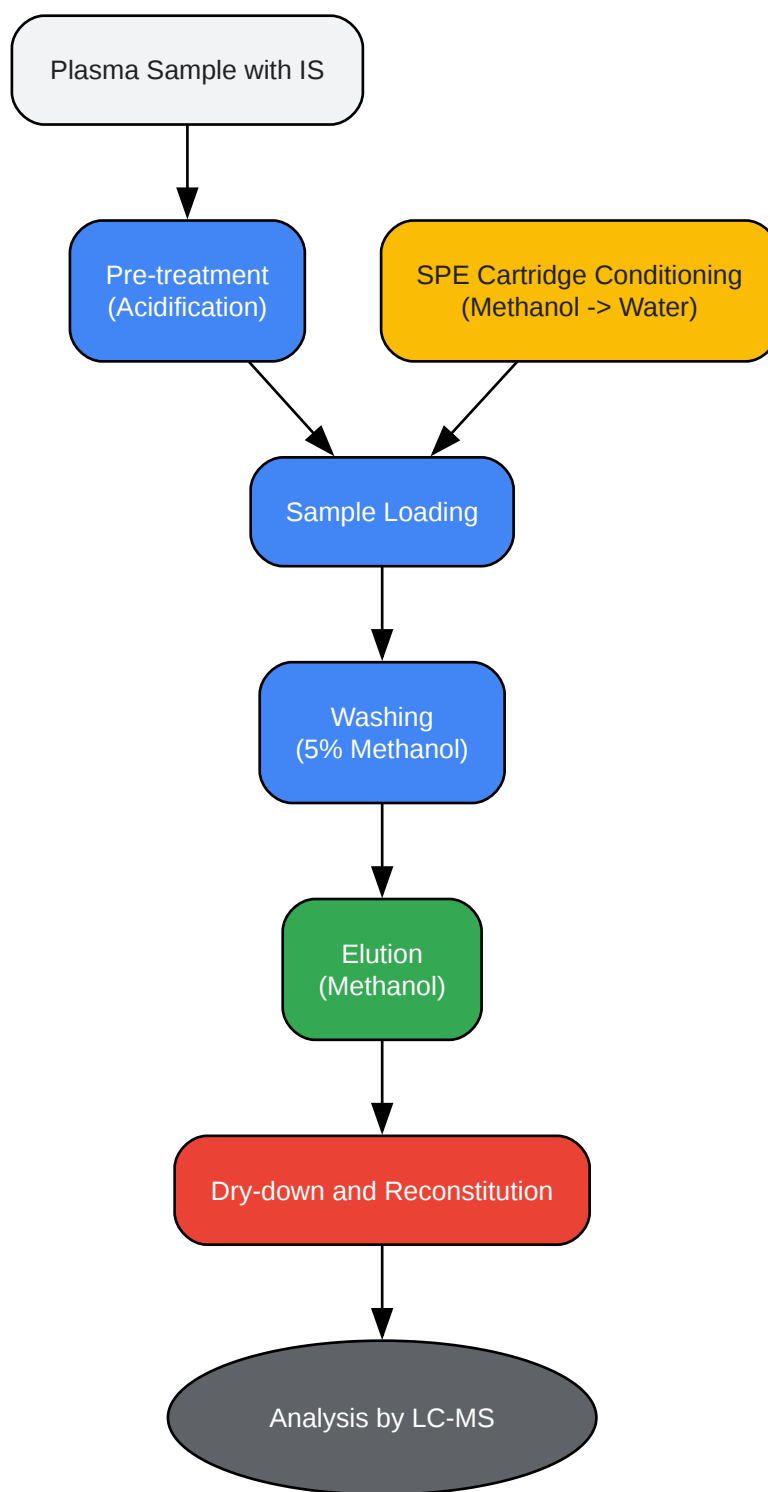 Plasma Sample with IS
Pre-treatment
(Acidification)
SPE Cartridge Conditioning
(Methanol -> Water)
Sample Loading
Washing
(5% Methanol)
Elution
(Methanol)
Dry-down and Reconstitution
Analysis by LC-MS